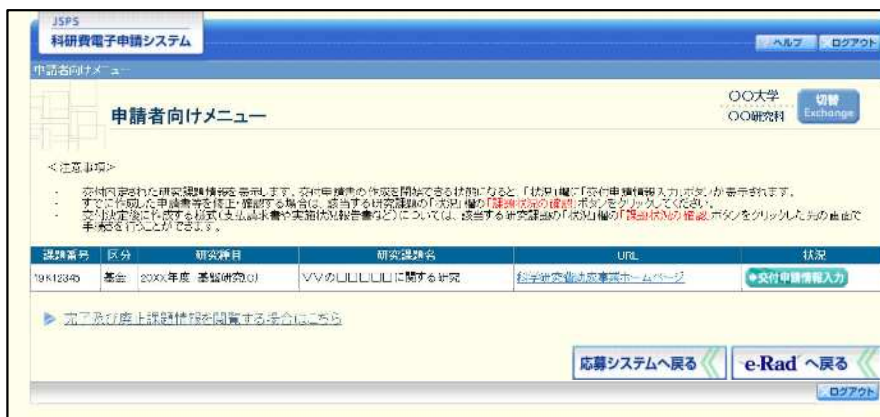 JSPS
科研費電子申請システム
ヘルプ ログアウト
申請者向けメニュー
申請者向けメニュー
〇〇大学
〇〇研究科
切替
Exchange
<注意事項>
・ 交付内定された研究課題情報を表示します。交付申請書の作成を開始できる状態になると、「状況」欄に「交付申請情報入力」ボタンが表示されます。
・ すでに作成した申請書等を修正・確認する場合は、該当する研究課題の「状況」欄の「課題状況の確認」ボタンをクリックしてください。
・ 交付決定後に作成する様式(支払請求書や実施状況報告書など)については、該当する研究課題の「状況」欄の「課題状況の確認」ボタンをクリックした先の画面で
手続きを行うことができます。
課題番号 区分 研究種目 研究課題名 URL 状況
19K12345 基金 20XX年度 基盤研究(C) ▽▽の□□□□□に関する研究 科学研究費助成事業ホームページ 交付申請情報入力
完了及び廃止課題情報を閲覧する場合はこちら
応募システムへ戻る e-Rad へ戻る
ログアウト